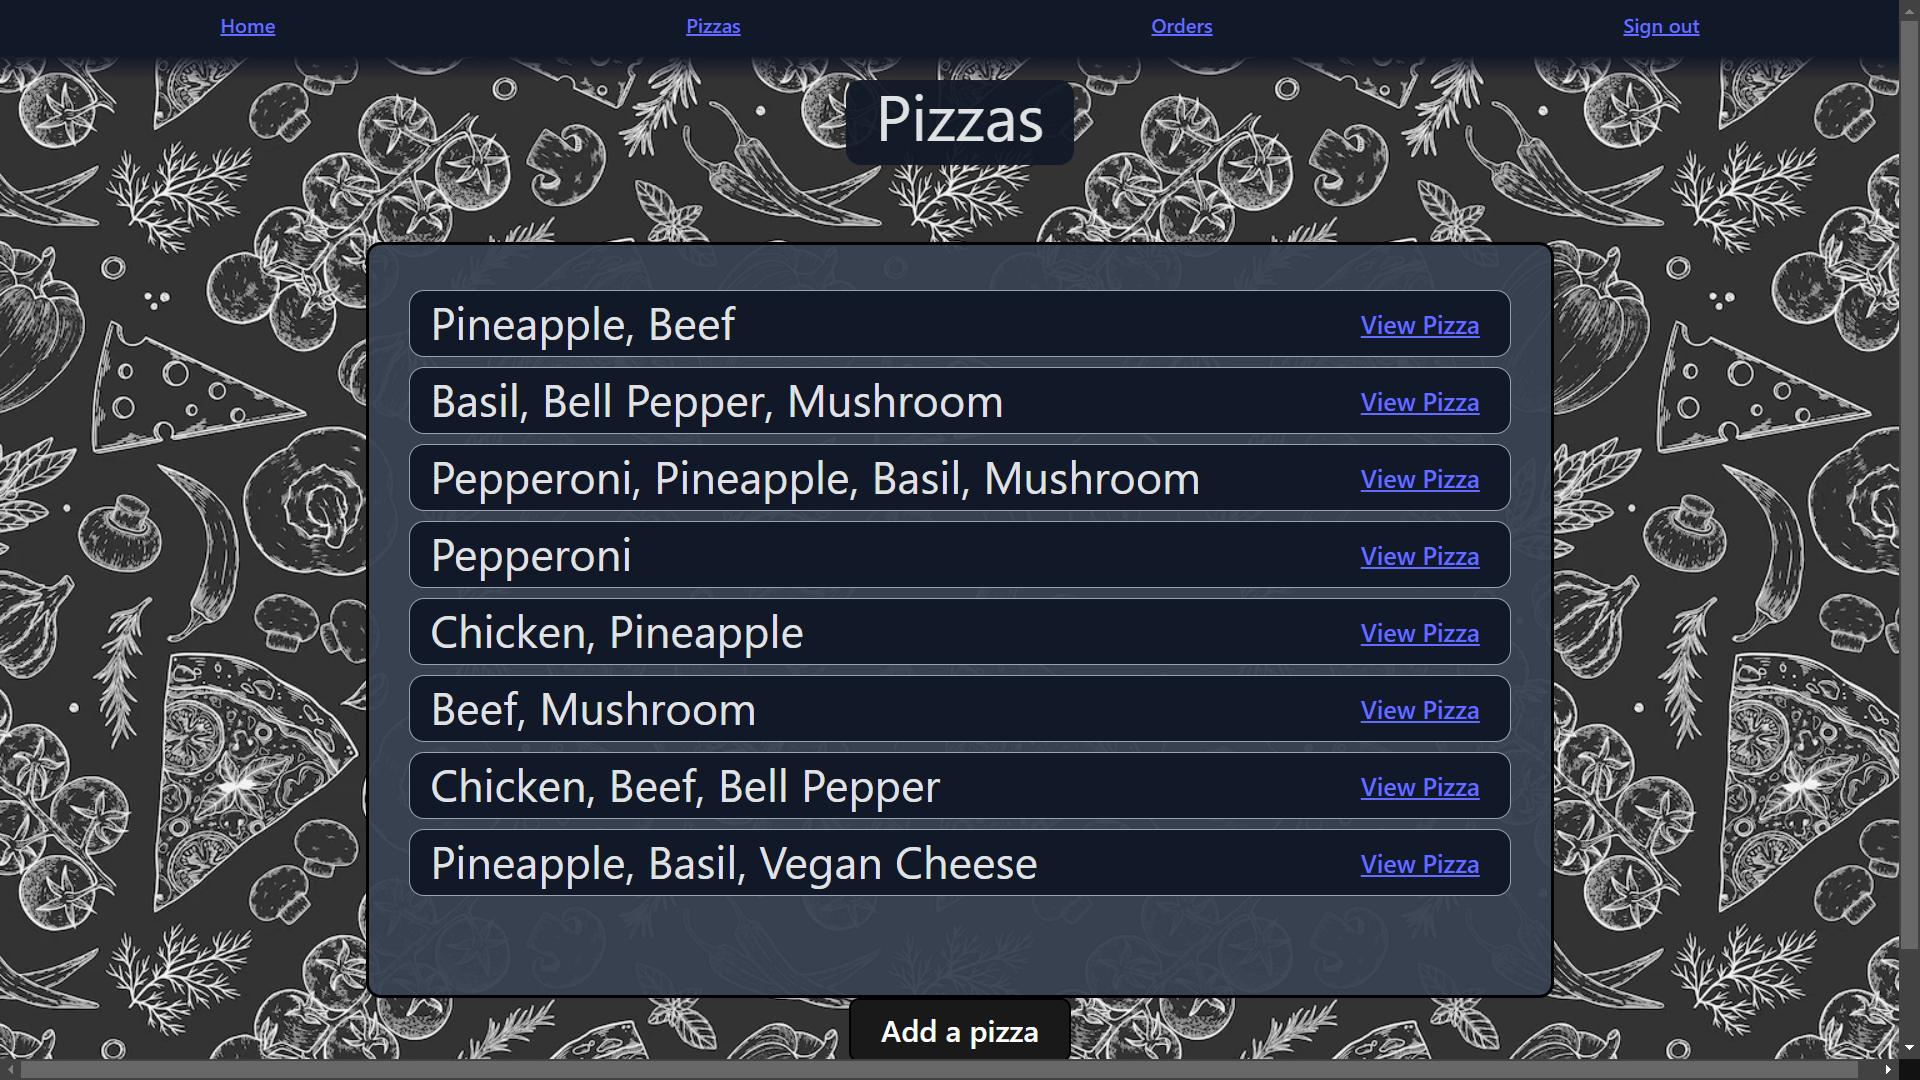 Home Pizzas Orders Sign out
Pizzas
Pineapple, Beef View Pizza
Basil, Bell Pepper, Mushroom View Pizza
Pepperoni, Pineapple, Basil, Mushroom View Pizza
Pepperoni View Pizza
Chicken, Pineapple View Pizza
Beef, Mushroom View Pizza
Chicken, Beef, Bell Pepper View Pizza
Pineapple, Basil, Vegan Cheese View Pizza
Add a pizza